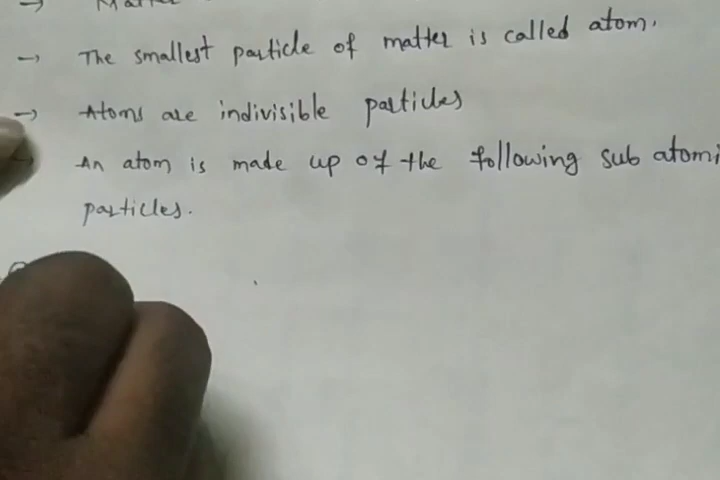 → Matter
→ The smallest particle of matter is called atom.
→ Atoms are indivisible particles
→ An atom is made up of the following sub atomi
particles.